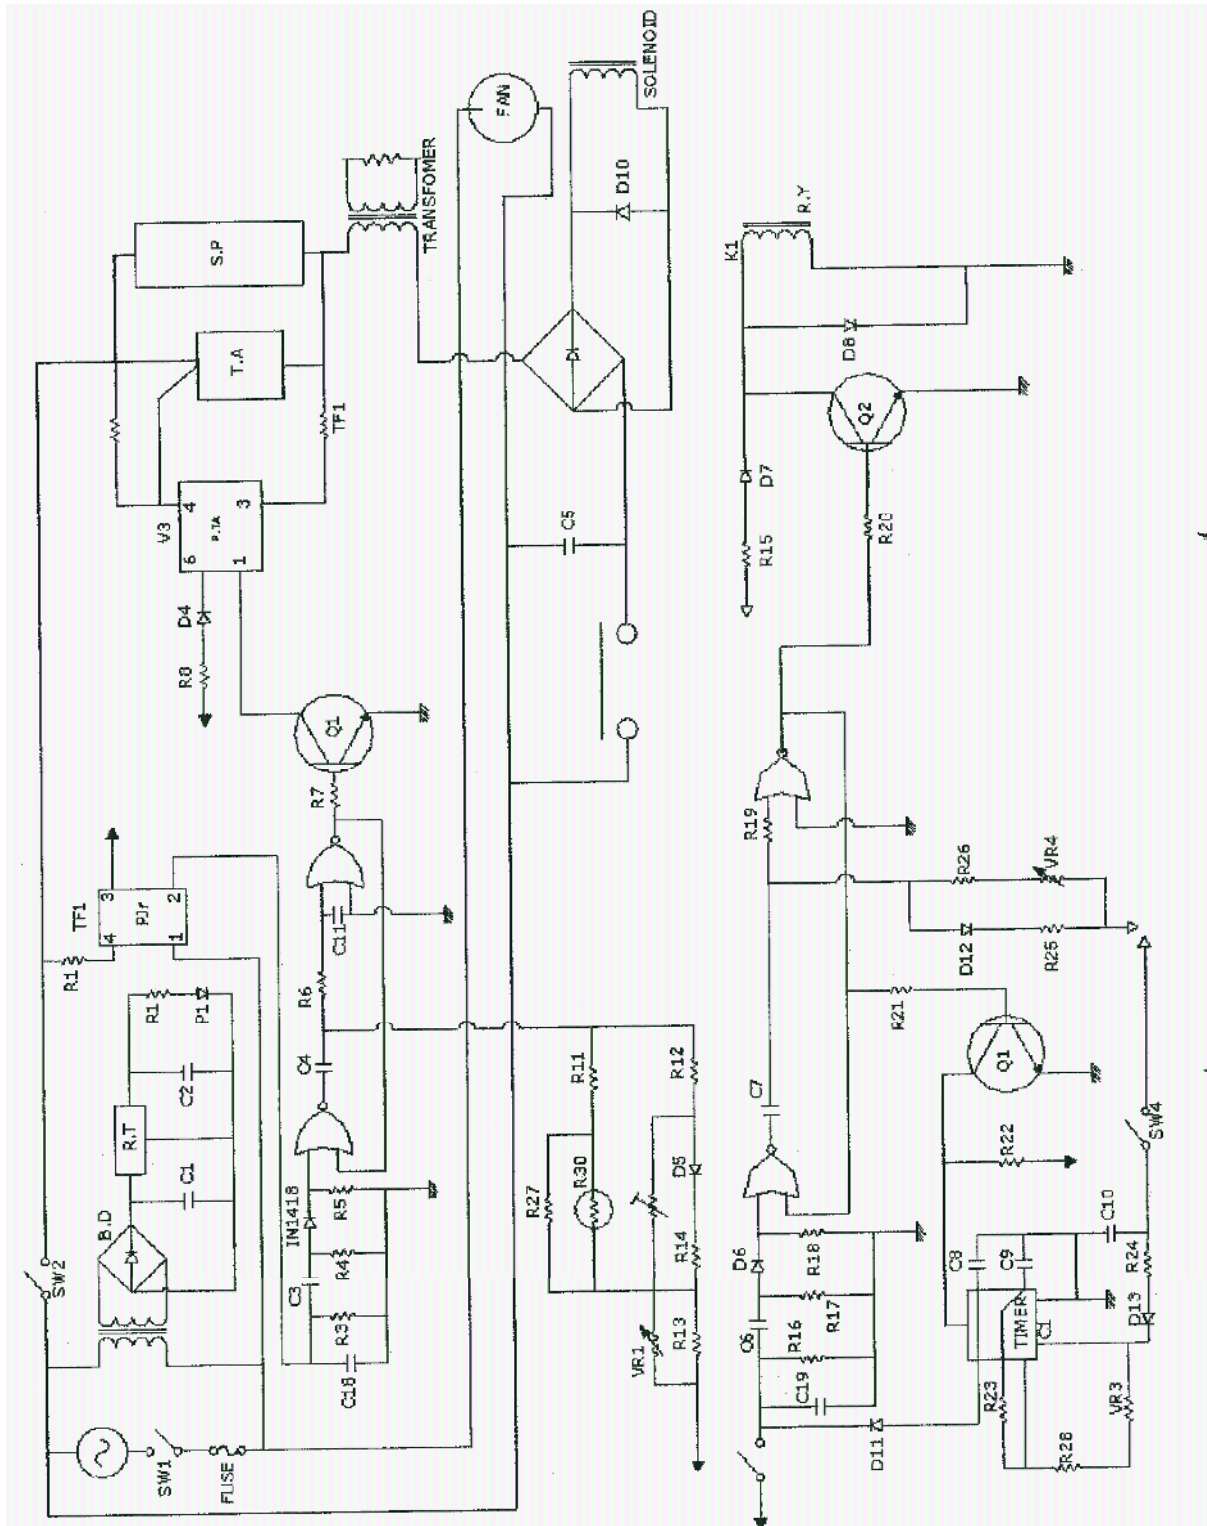 SW1
FUSE
SW2
B.D
R.T
C1
C2
R1
P1
R1
TF1
4
3
1
2
C18
R3
C3
R4
IN1418
R5
C4
R6
C11
R7
Q1
R8
D4
V3
6
4
1
3
TF1
T.A
S.P
TRANSFOMER
FAN
SOLENOID
D10
C5
VR1
R13
R14
D5
R12
R27
R30
R11
D11
C19
R16
R17
D6
R18
C7
R19
R20
Q2
R15
D7
D8
K1
R.Y
R26
VR4
D12
R25
R21
Q1
R22
SW4
C8
C9
C10
R24
D13
TIMER
C1
R23
R28
VR3